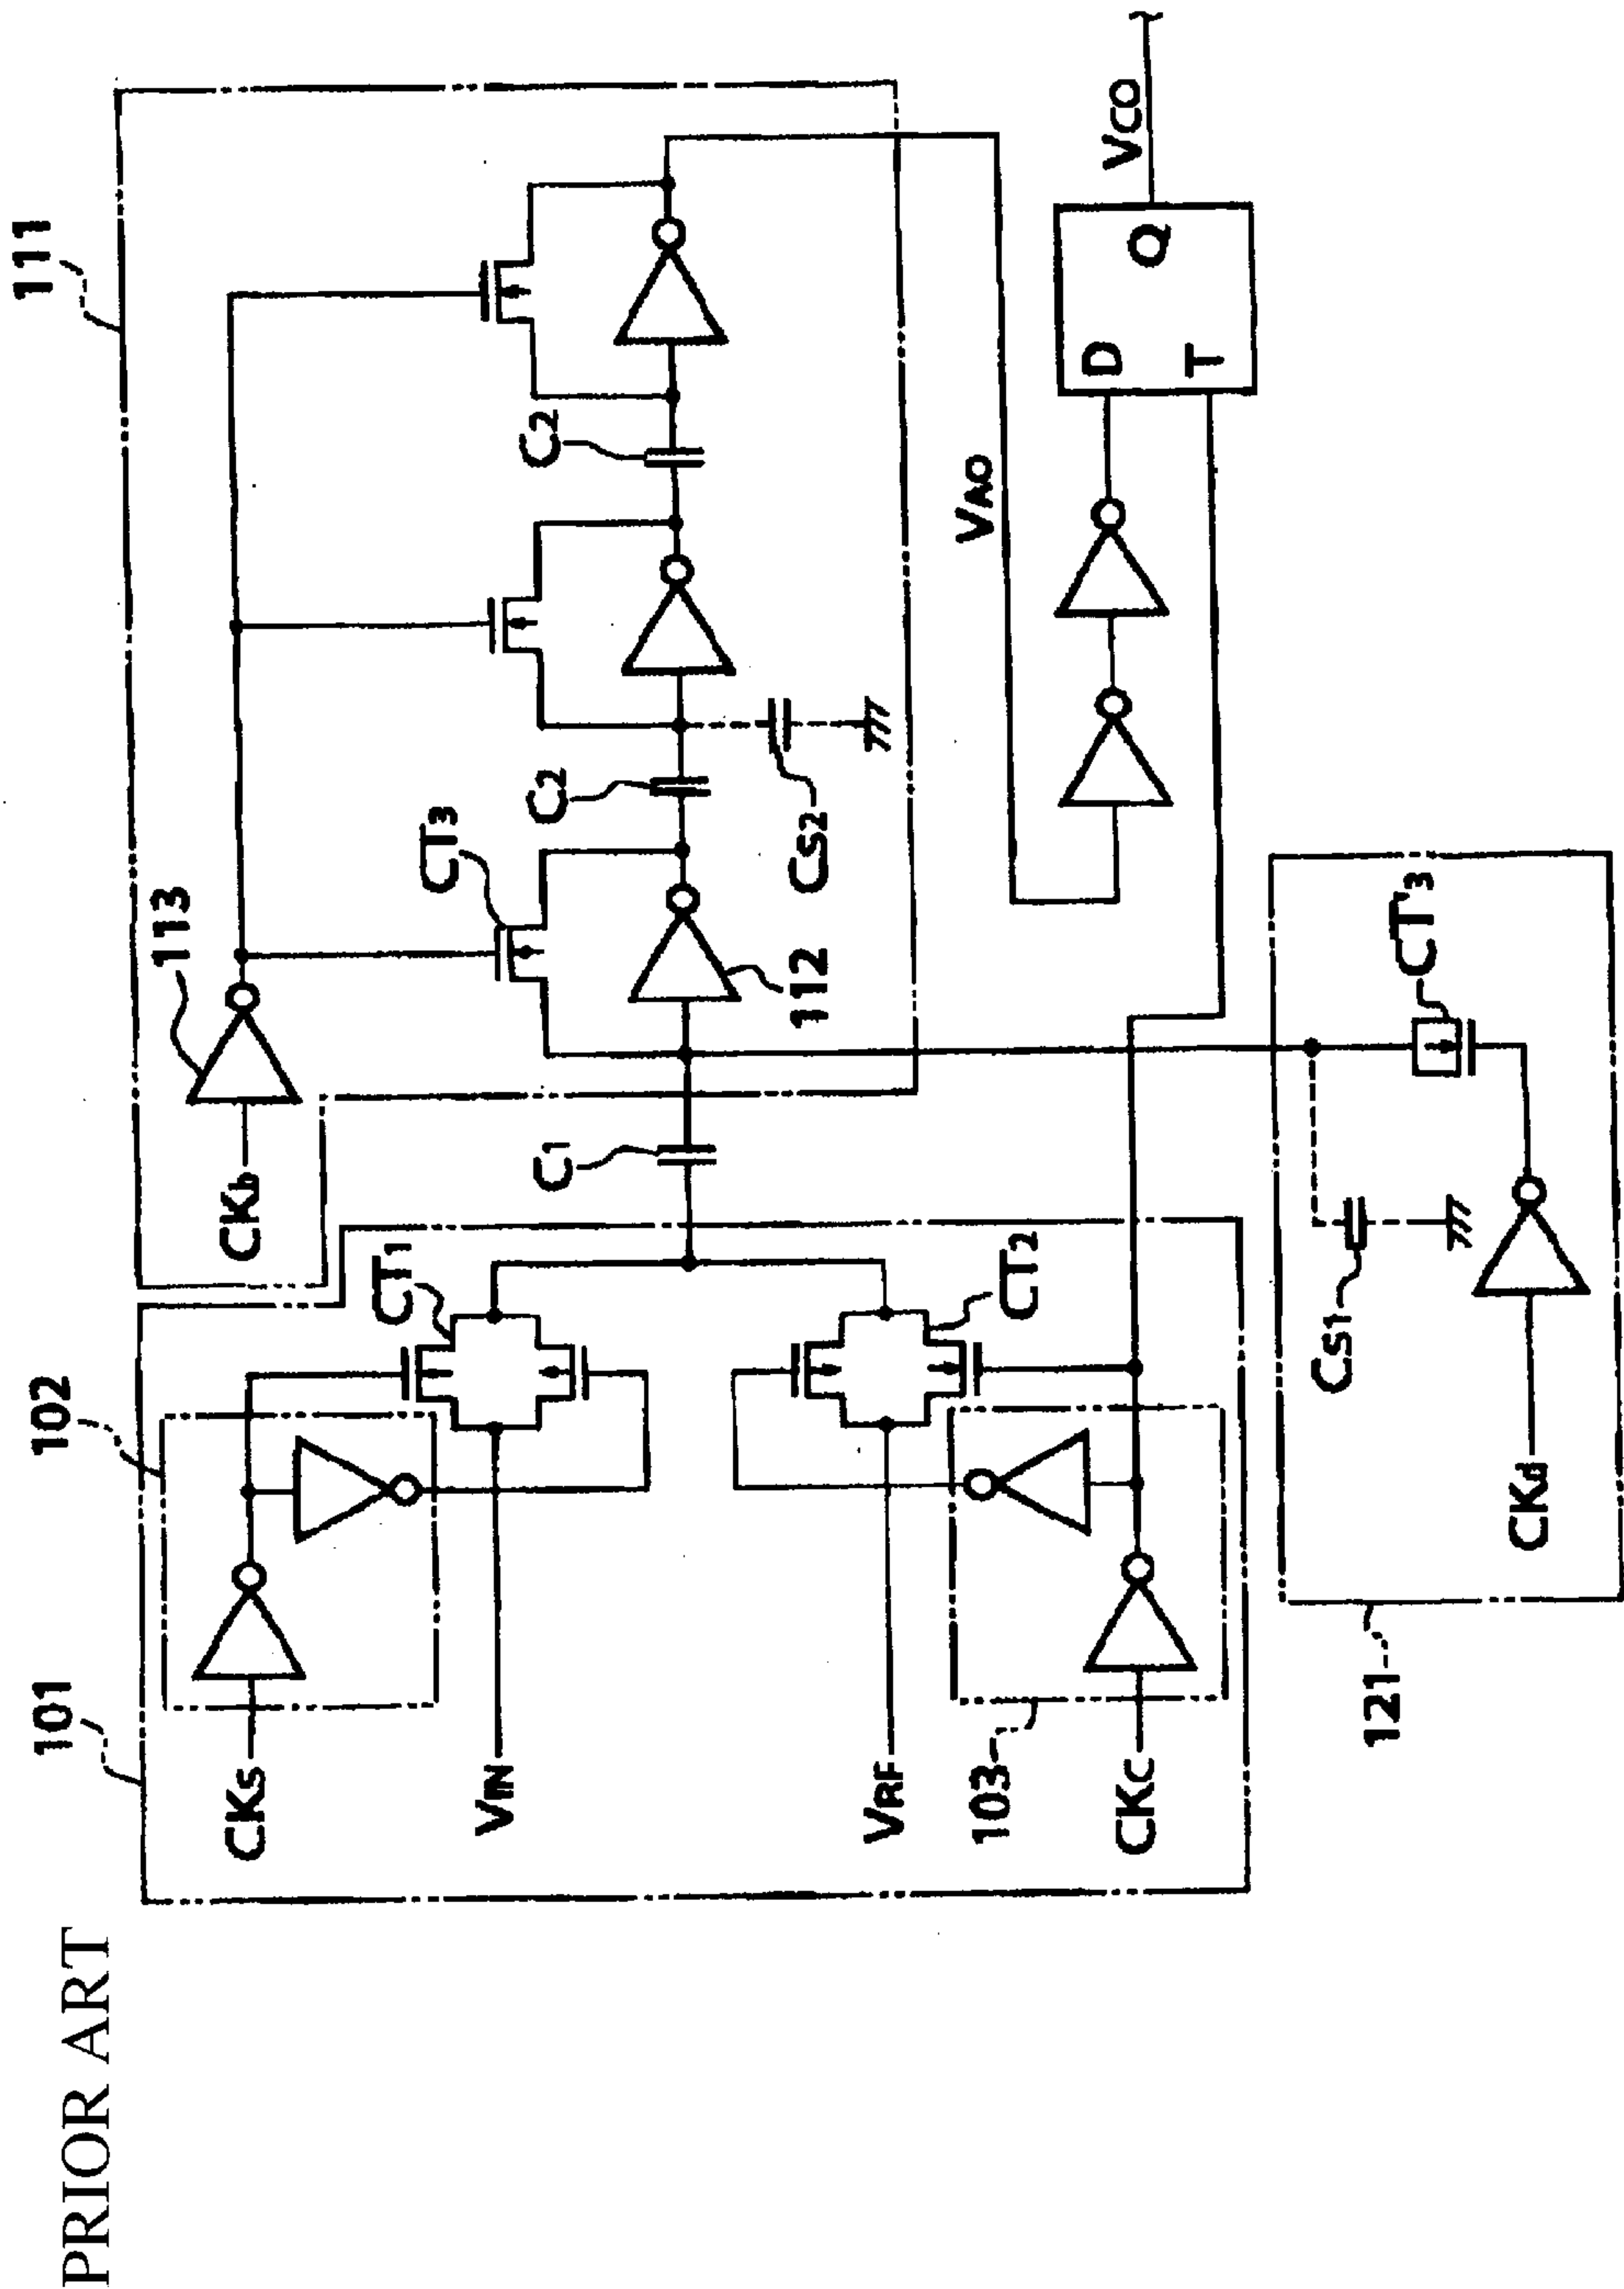 PRIOR ART
101
102
CKS
VIN
VRF
103
CKC
CT1
CT2
C1
111
113
CKb
CT3
112
C2
CS2
C2
VAO
D
T
Q
VCO
121
CKd
CS1
CT3